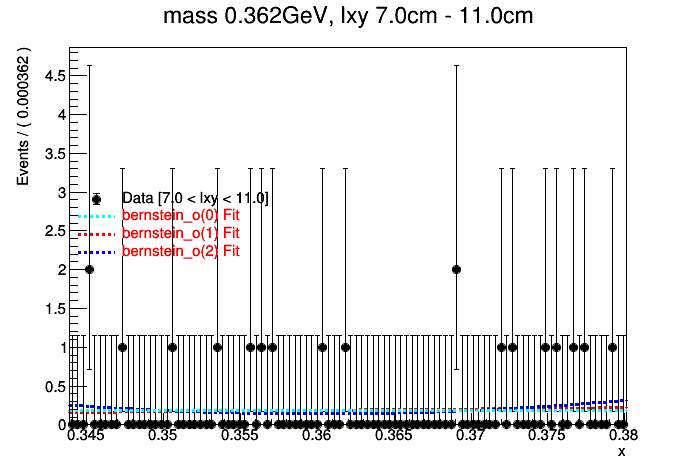 mass 0.362GeV, lxy 7.0cm - 11.0cm
Events / ( 0.000362 )
4.5
4
3.5
3
2.5
2
1.5
1
0.5
0
Data [7.0 < lxy < 11.0]
bernstein_o(0) Fit
bernstein_o(1) Fit
bernstein_o(2) Fit
0.345 0.35 0.355 0.36 0.365 0.37 0.375 0.38
x